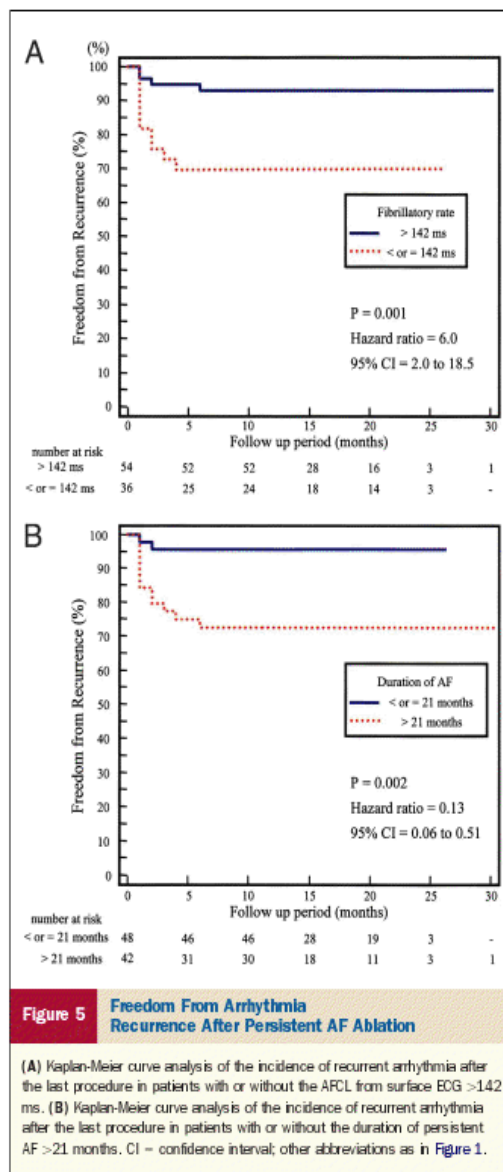 A
(%)
100
90
80
70
60
50
40
30
20
10
0
Freedom from Recurrence (%)
Fibrillatory rate
> 142 ms
< or = 142 ms
P = 0.001
Hazard ratio = 6.0
95% CI = 2.0 to 18.5
0 5 10 15 20 25 30
Follow up period (months)
number at risk
> 142 ms 54 52 52 28 16 3 1
< or = 142 ms 36 25 24 18 14 3 -
B
100
90
80
70
60
50
40
30
20
10
0
Freedom from Recurrence (%)
Duration of AF
< or = 21 months
> 21 months
P = 0.002
Hazard ratio = 0.13
95% CI = 0.06 to 0.51
0 5 10 15 20 25 30
Follow up period (months)
number at risk
< or = 21 months 48 46 46 28 19 3 -
> 21 months 42 31 30 18 11 3 1
Figure 5
Freedom From Arrhythmia
Recurrence After Persistent AF Ablation
(A) Kaplan-Meier curve analysis of the incidence of recurrent arrhythmia after
the last procedure in patients with or without the AFCL from surface ECG >142
ms. (B) Kaplan-Meier curve analysis of the incidence of recurrent arrhythmia
after the last procedure in patients with or without the duration of persistent
AF >21 months. CI = confidence interval; other abbreviations as in Figure 1.